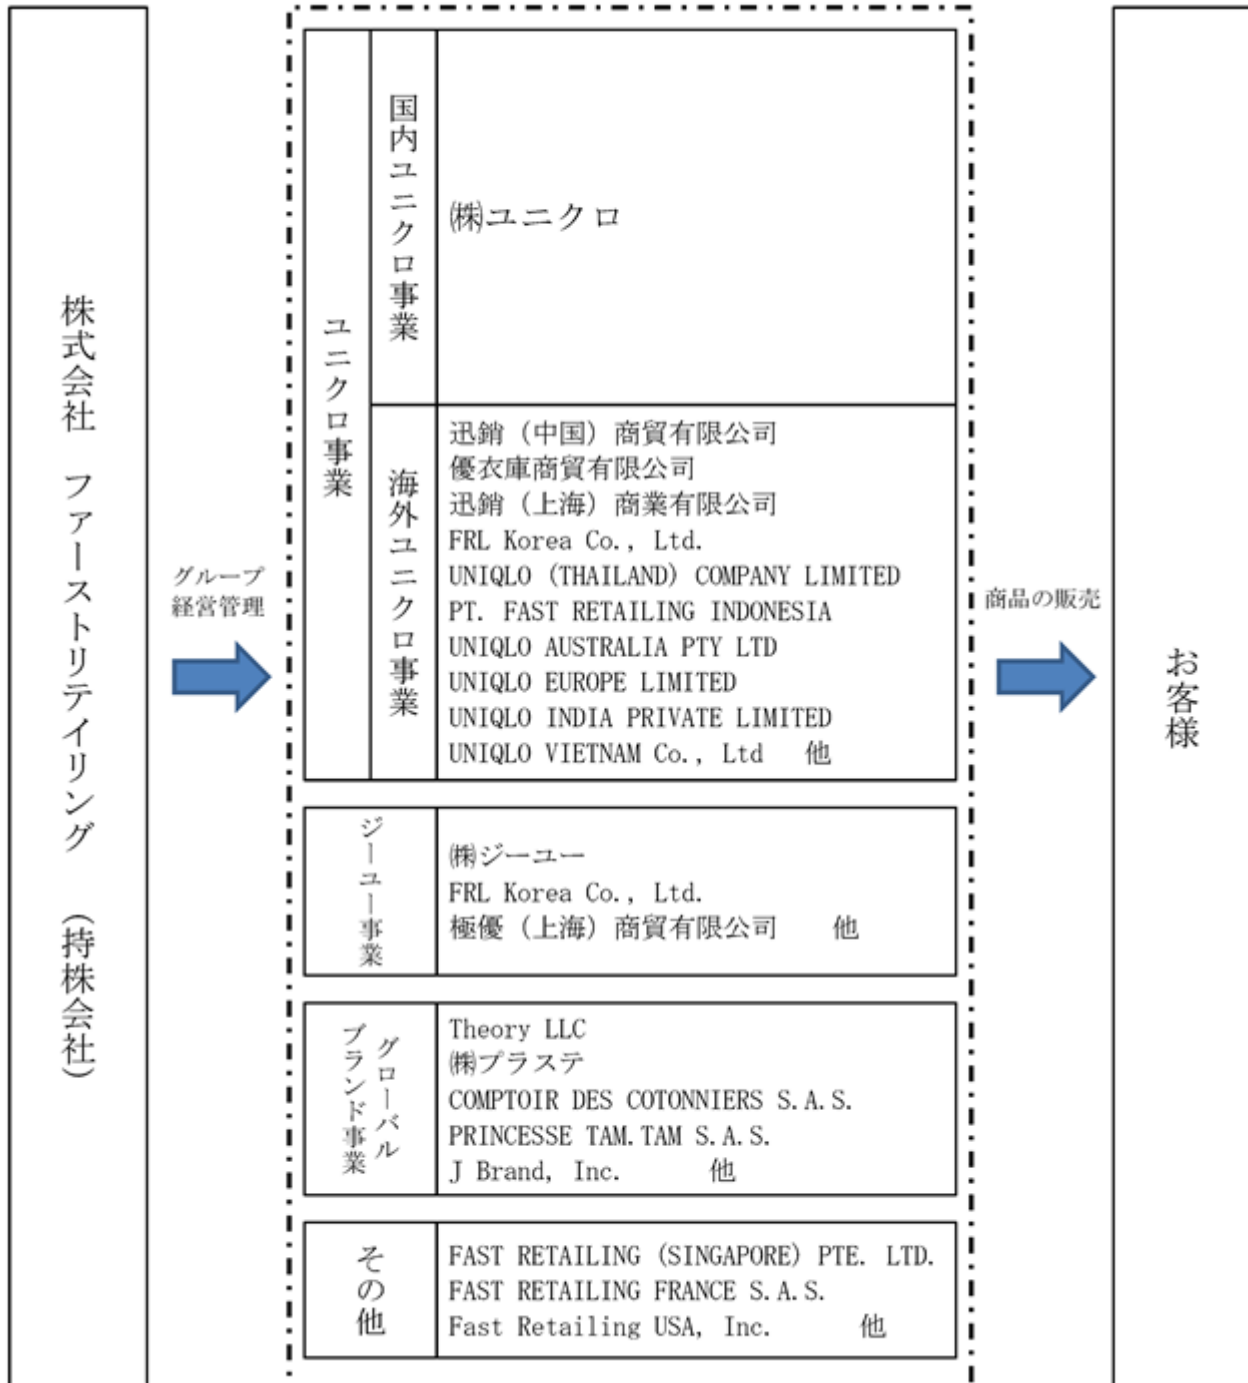 株式会社 ファーストリテイリング (持株会社)
グループ
経営管理
ユニクロ事業
国内ユニクロ事業
㈱ユニクロ
海外ユニクロ事業
迅銷（中国）商貿有限公司
優衣庫商貿有限公司
迅銷（上海）商業有限公司
FRL Korea Co., Ltd.
UNIQLO (THAILAND) COMPANY LIMITED
PT. FAST RETAILING INDONESIA
UNIQLO AUSTRALIA PTY LTD
UNIQLO EUROPE LIMITED
UNIQLO INDIA PRIVATE LIMITED
UNIQLO VIETNAM Co., Ltd 他
ジーユー事業
㈱ジーユー
FRL Korea Co., Ltd.
極優（上海）商貿有限公司 他
グローバル
ブランド事業
Theory LLC
㈱プラステ
COMPTOIR DES COTONNIERS S.A.S.
PRINCESSE TAM.TAM S.A.S.
J Brand, Inc. 他
その他
FAST RETAILING (SINGAPORE) PTE. LTD.
FAST RETAILING FRANCE S.A.S.
Fast Retailing USA, Inc. 他
商品の販売
お客様